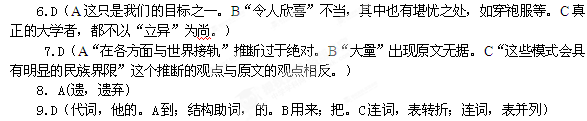 6.D（A 这只是我们的目标之一。B“令人欣喜”不当，其中也有堪忧之处，如穿袍服等。C 真
正的大学者，都不以“立异”为尚。）
7.D（A“在各方面与世界接轨”推断过于绝对。B“大量”出现原文无据。C“这些模式会具
有明显的民族界限”这个推断的观点与原文的观点相反。）
8. A(遗，遗弃)
9.D（代词，他的。A 到；结构助词，的。B 用来；把。C 连词，表转折；连词，表并列）